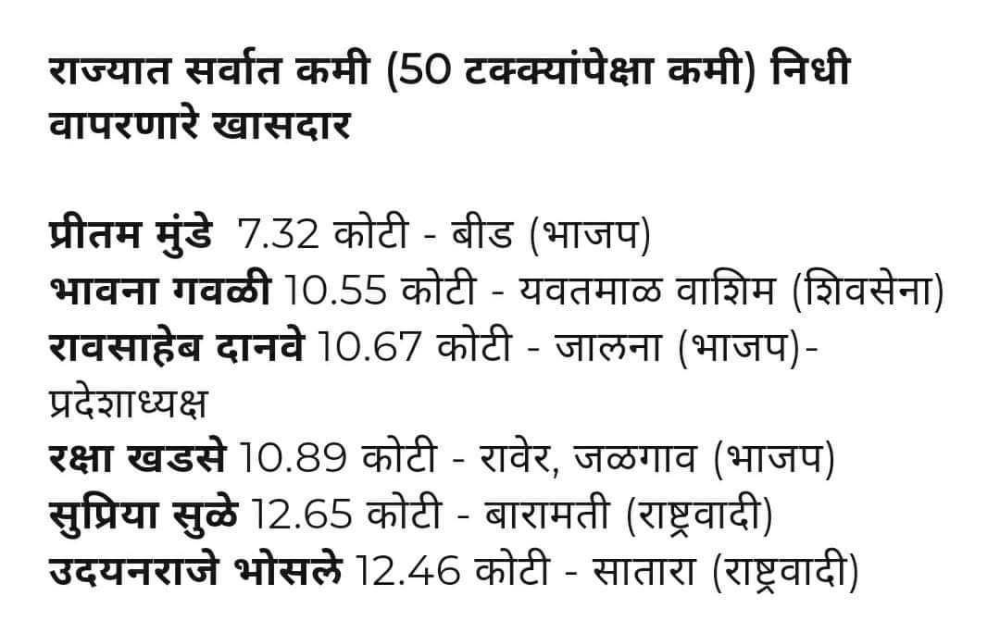 राज्यात सर्वात कमी (50 टक्क्यांपेक्षा कमी) निधी
वापरणारे खासदार
प्रीतम मुंडे 7.32 कोटी - बीड (भाजप)
भावना गवळी 10.55 कोटी - यवतमाळ वाशिम (शिवसेना)
रावसाहेब दानवे 10.67 कोटी - जालना (भाजप)-
प्रदेशाध्यक्ष
रक्षा खडसे 10.89 कोटी - रावेर, जळगाव (भाजप)
सुप्रिया सुळे 12.65 कोटी - बारामती (राष्ट्रवादी)
उदयनराजे भोसले 12.46 कोटी - सातारा (राष्ट्रवादी)